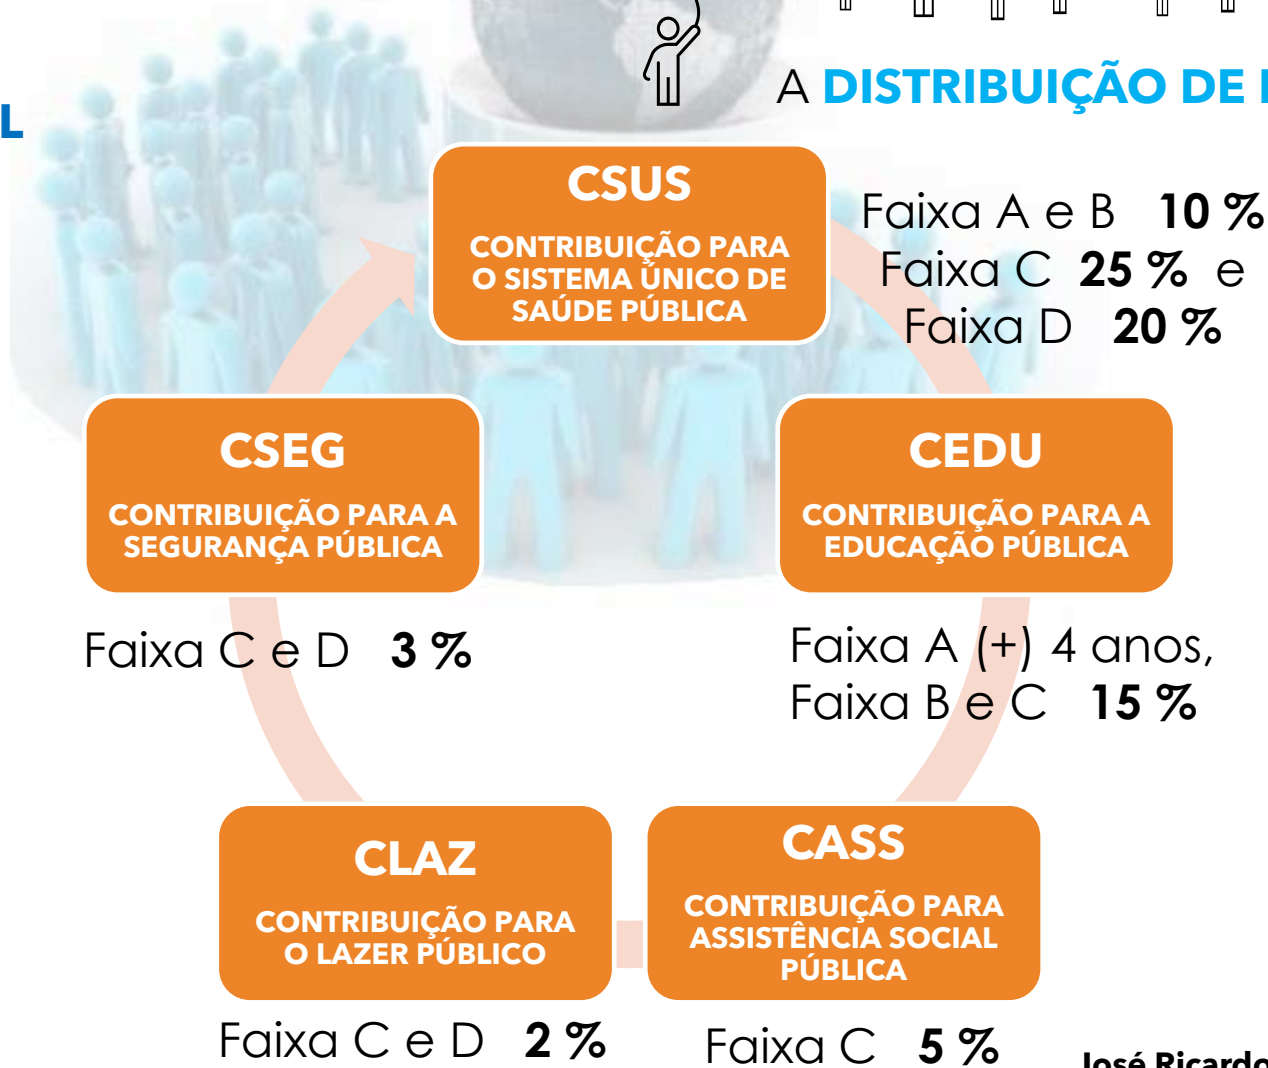 L
A DISTRIBUIÇÃO DE
CSUS
CONTRIBUIÇÃO PARA
O SISTEMA ÚNICO DE
SAÚDE PÚBLICA
Faixa A e B 10 %
Faixa C 25 % e
Faixa D 20 %
CSEG
CONTRIBUIÇÃO PARA A
SEGURANÇA PÚBLICA
Faixa C e D 3 %
CEDU
CONTRIBUIÇÃO PARA A
EDUCAÇÃO PÚBLICA
Faixa A (+) 4 anos,
Faixa B e C 15 %
CLAZ
CONTRIBUIÇÃO PARA
O LAZER PÚBLICO
Faixa C e D 2 %
CASS
CONTRIBUIÇÃO PARA
ASSISTÊNCIA SOCIAL
PÚBLICA
Faixa C 5 %
José Ricardo